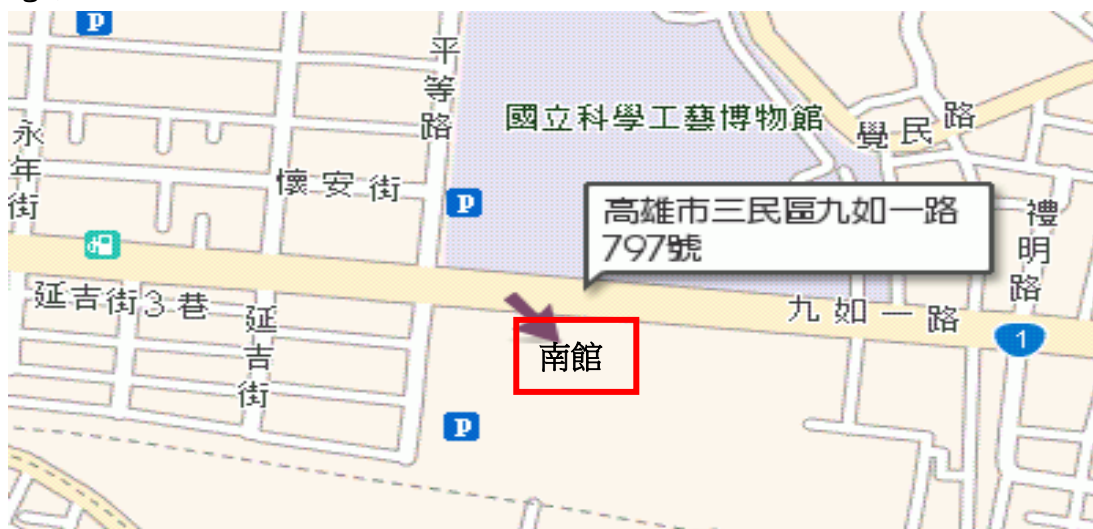 P
平等路
國立科學工藝博物館
覺民路
永年街
懷安街
P
高雄市三民區九如一路
797號
禮明路
延吉街3巷
延吉街
九如一路
1
南館
P